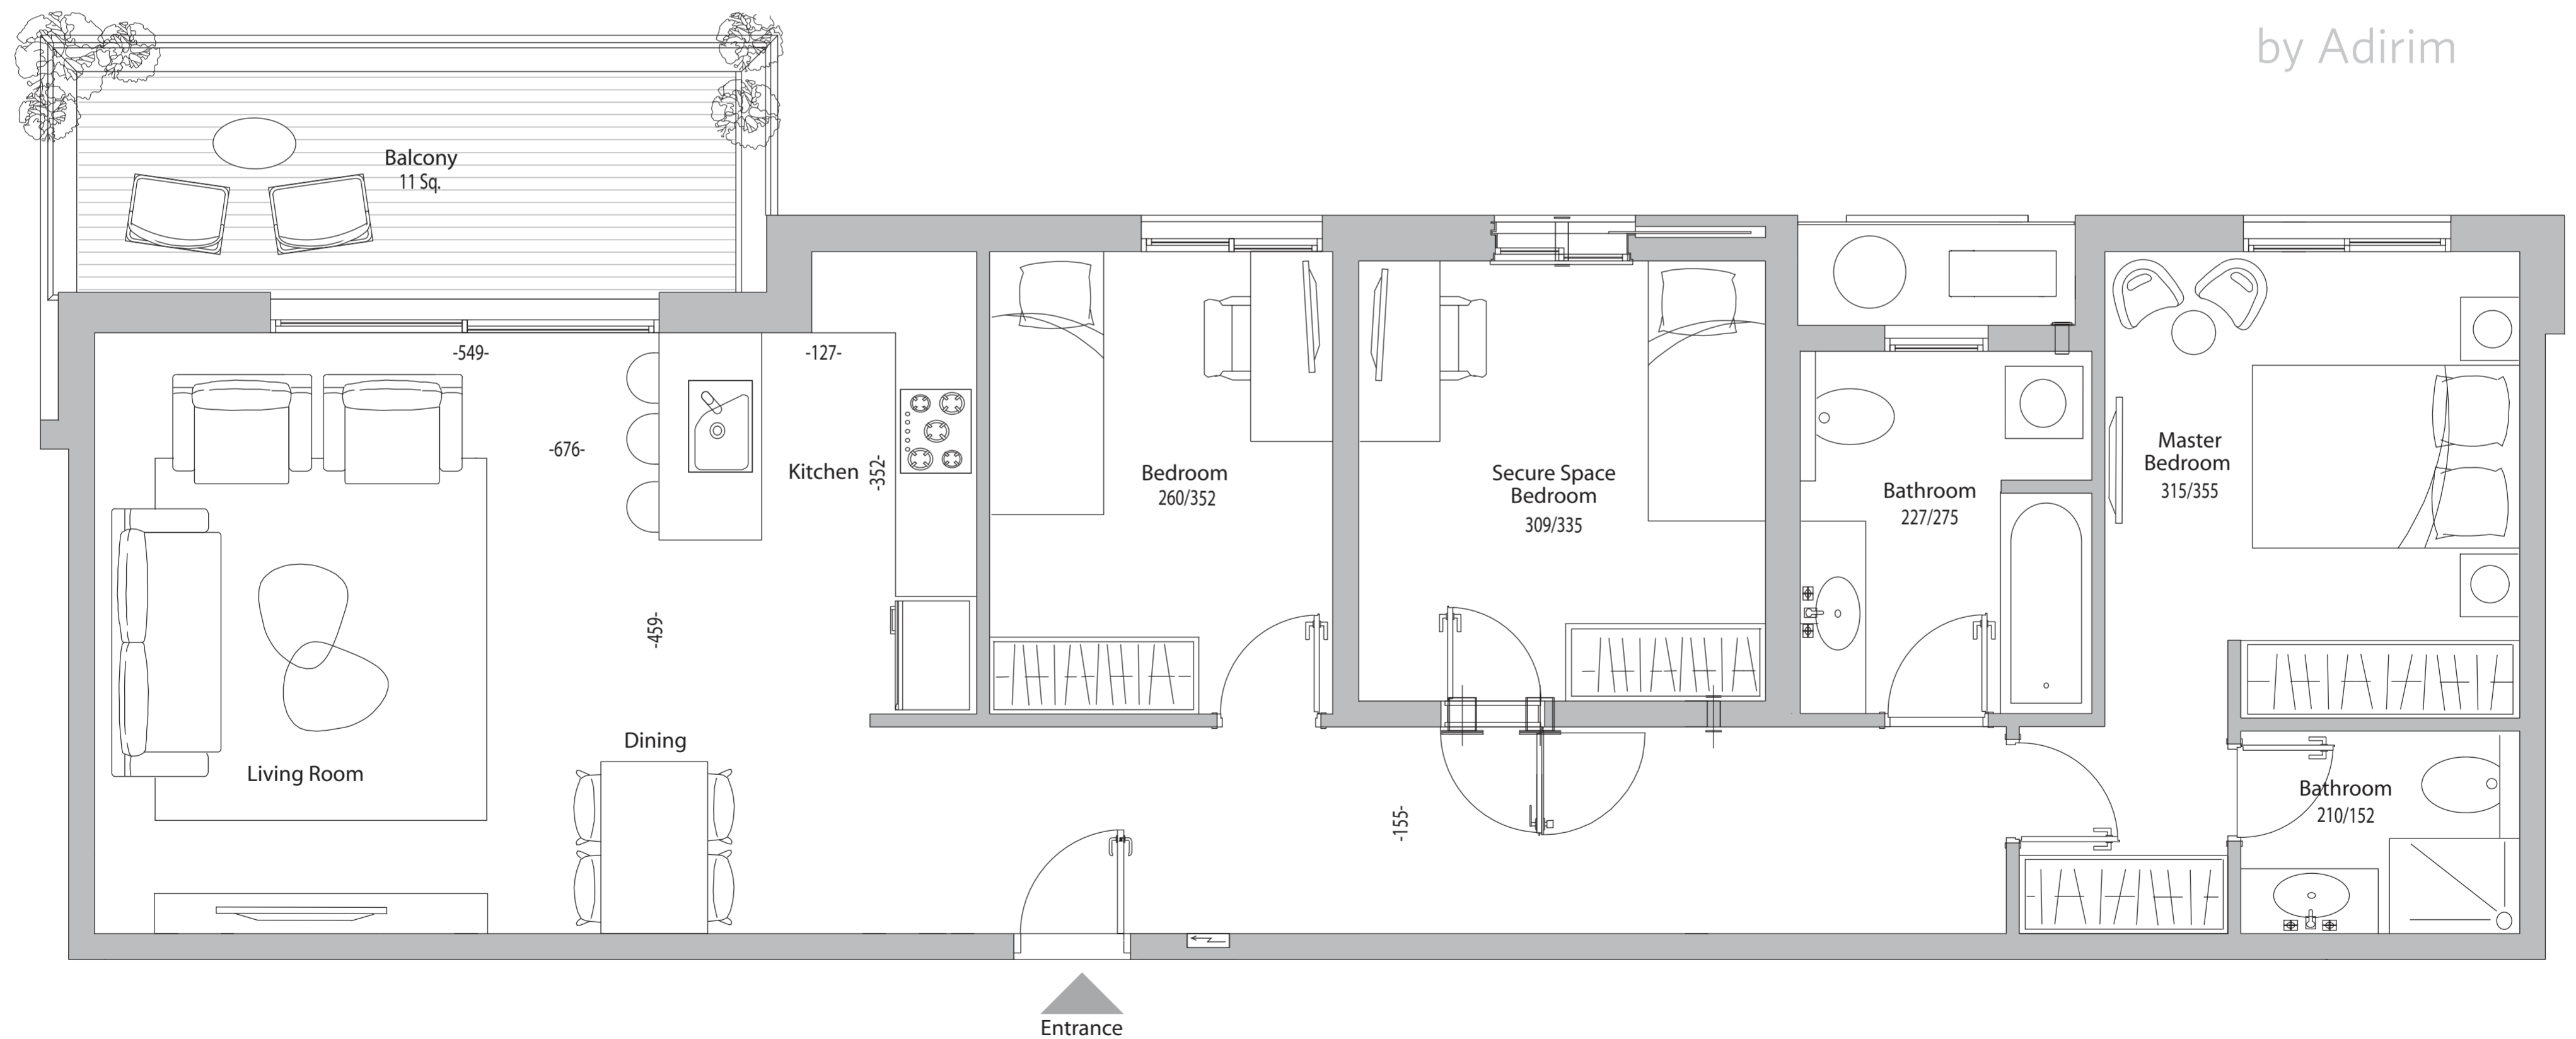 by Adirim
Balcony
11 Sq.
-549-
-127-
-676-
Kitchen
-352-
Bedroom
260/352
Secure Space
Bedroom
309/335
Bathroom
227/275
Master
Bedroom
315/355
-459-
Dining
Living Room
-155-
Bathroom
210/152
Entrance